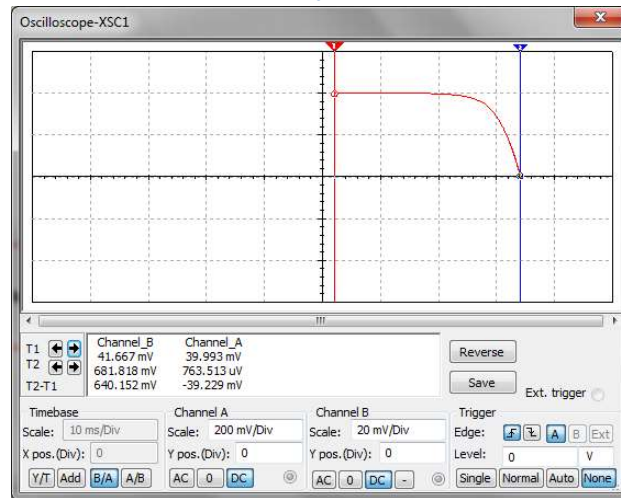 Oscilloscope-XSC1
x
1
2
T1
T2
T2-T1
Channel_B Channel_A
41.667 mV 39.993 mV
681.818 mV 763.513 uV
640.152 mV -39.229 mV
Reverse
Save
Ext. trigger
Timebase
Scale: 10 ms/Div
X pos.(Div): 0
Y/T Add B/A A/B
Channel A
Scale: 200 mV/Div
Y pos.(Div): 0
AC 0 DC
Channel B
Scale: 20 mV/Div
Y pos.(Div): 0
AC 0 DC -
Trigger
Edge: A B Ext
Level: 0 V
Single Normal Auto None